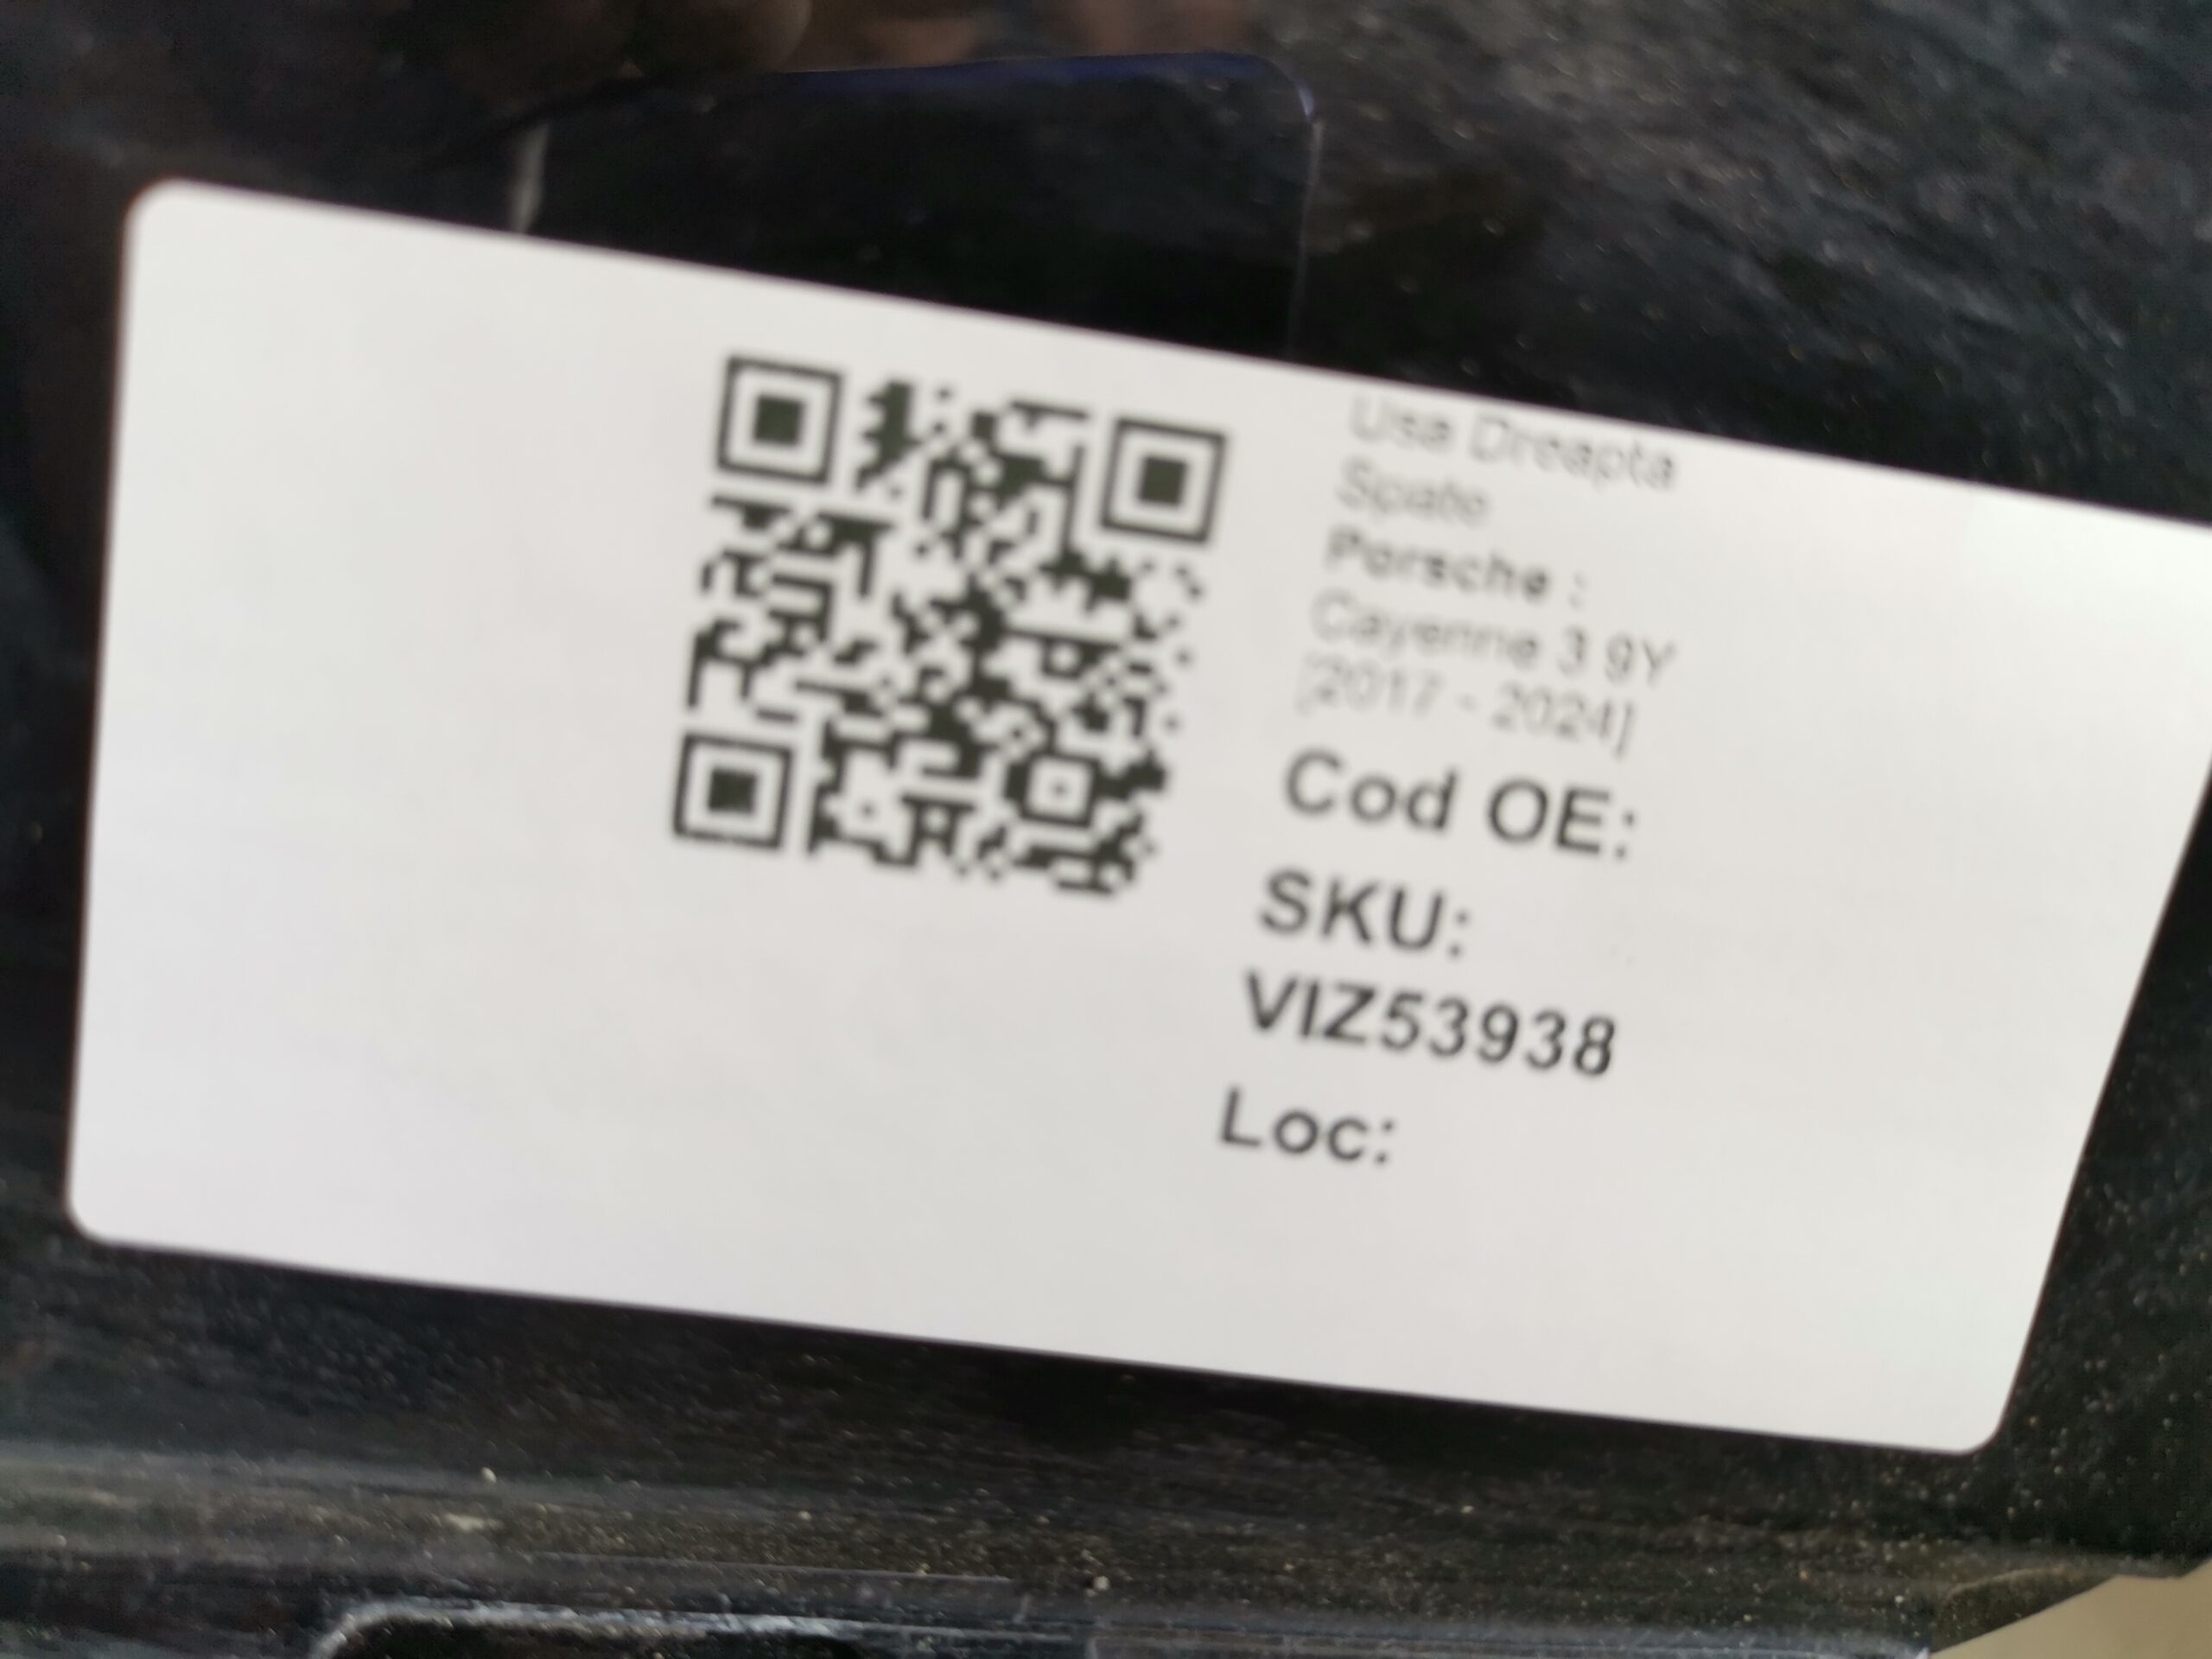 Usa Dreapta
Spate
Porsche :
Cayenne 3 9Y
[2017 - 2024]
Cod OE:
SKU:
VIZ53938
Loc: